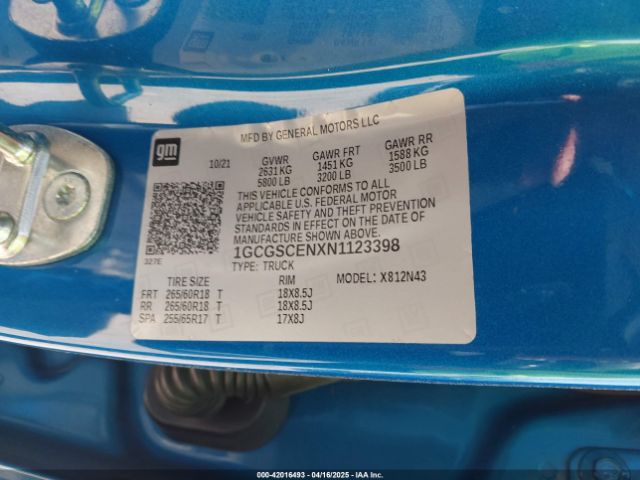 MFD BY GENERAL MOTORS LLC
gm
10/21
GVWR GAWR FRT GAWR RR
2631 KG 1451 KG 1588 KG
5800 LB 3200 LB 3500 LB
THIS VEHICLE CONFORMS TO ALL
APPLICABLE U.S. FEDERAL MOTOR
VEHICLE SAFETY AND THEFT PREVENTION
STANDARDS IN EFFECT ON THE DATE OF
MANUFACTURE SHOWN ABOVE.
1GCGSCENXN1123398
327E
TYPE: TRUCK
MODEL: X812N43
TIRE SIZE RIM
FRT 265/60R18 T 18X8.5J
RR 265/60R18 T 18X8.5J
SPA 255/65R17 T 17X8J
000-42016493 - 04/16/2025 - IAA Inc.